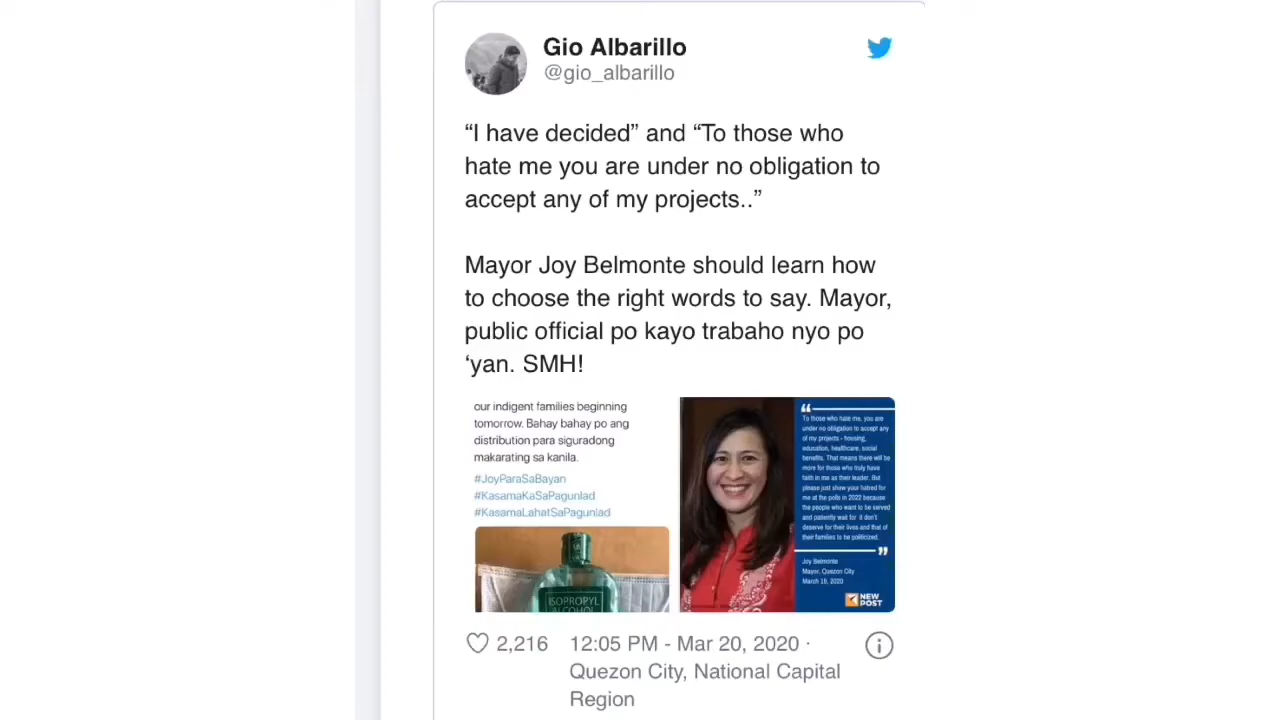 Gio Albarillo
@gio_albarillo
“I have decided” and “To those who
hate me you are under no obligation to
accept any of my projects..”
Mayor Joy Belmonte should learn how
to choose the right words to say. Mayor,
public official po kayo trabaho nyo po
‘yan. SMH!
our indigent families beginning
tomorrow. Bahay bahay po ang
distribution para siguradong
makarating sa kanila.
#JoyParaSaBayan
#KasamaKaSaPagunlad
#KasamaLahatSaPagunlad
ISOPROPYL
ALCOHOL
“
To those who hate me, you are
under no obligation to accept any
of my projects - housing,
education, healthcare, social
benefits. That means there will be
more for those who truly have
faith in me as their leader. But
please just show your hatred for
me at the polls in 2022 because
the people who want to be served
and patiently wait for it don't
deserve for their lives and that of
their families to be politicized.
”
Joy Belmonte
Mayor, Quezon City
March 19, 2020
NEW
POST
2,216
12:05 PM - Mar 20, 2020 ·
Quezon City, National Capital
Region